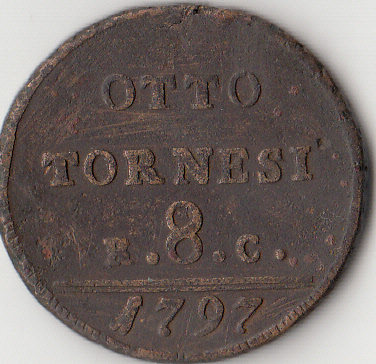 OTTO
TORNESI
R. 8. C.
1797